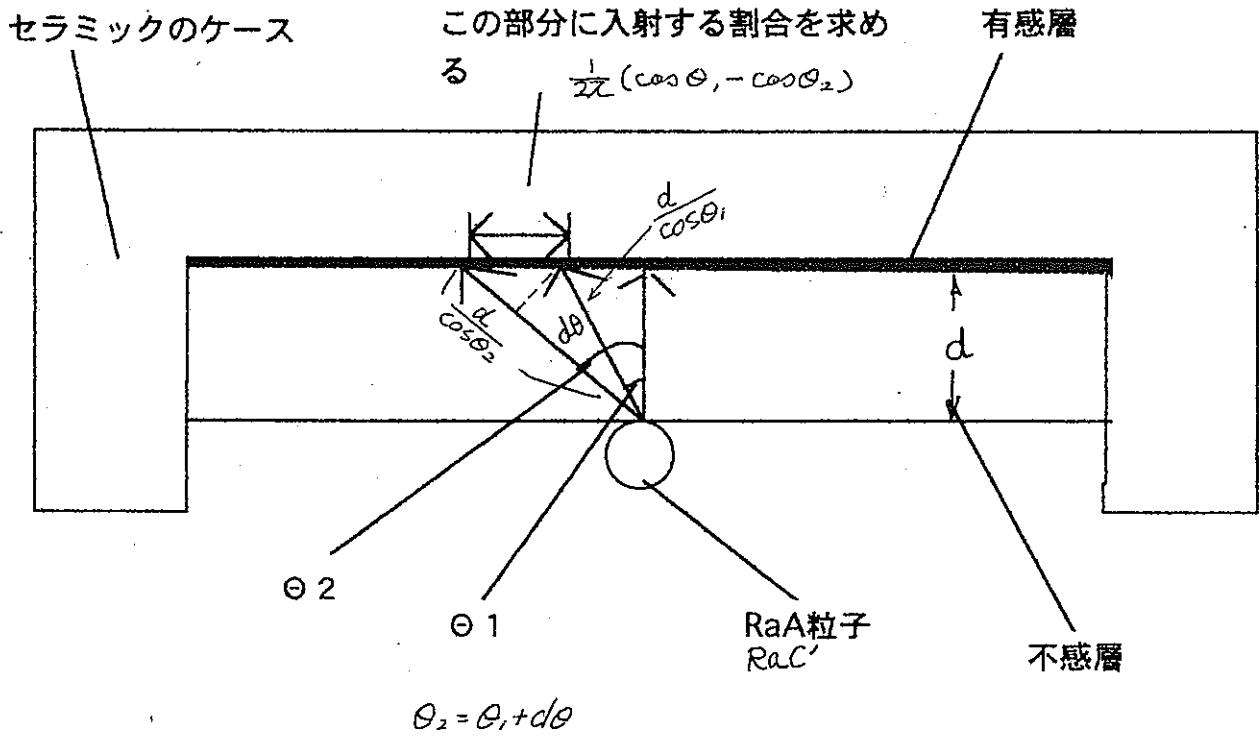 セラミックのケース
この部分に入射する割合を求め
る
有感層
1/2π (cosθ₁ - cosθ₂)
d/cosθ₁
d/cosθ₂
dθ
d
Θ2
Θ1
RaA粒子
RaC'
不感層
θ₂ = θ₁ + dθ